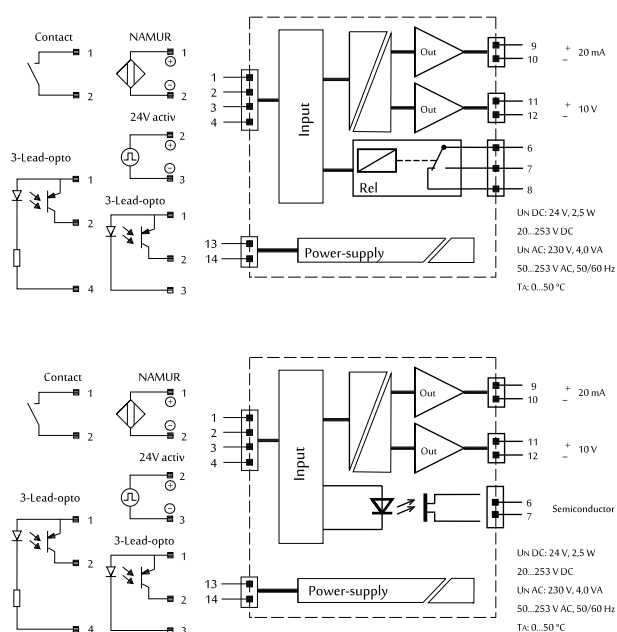 Contact
1
2
NAMUR
1
+
−
2
24V activ
2
+
−
3
3-Lead-opto
1
2
4
3-Lead-opto
1
2
3
1
2
3
4
Input
Out
Out
Rel
9
10
+
−
20 mA
11
12
+
−
10 V
6
7
8
13
14
Power-supply
UN DC: 24 V, 2,5 W
20...253 V DC
UN AC: 230 V, 4,0 VA
50...253 V AC, 50/60 Hz
TA: 0...50 °C
Contact
1
2
NAMUR
1
+
−
2
24V activ
2
+
−
3
3-Lead-opto
1
2
4
3-Lead-opto
1
2
3
1
2
3
4
Input
Out
Out
9
10
+
−
20 mA
11
12
+
−
10 V
6
7
Semiconductor
13
14
Power-supply
UN DC: 24 V, 2,5 W
20...253 V DC
UN AC: 230 V, 4,0 VA
50...253 V AC, 50/60 Hz
TA: 0...50 °C